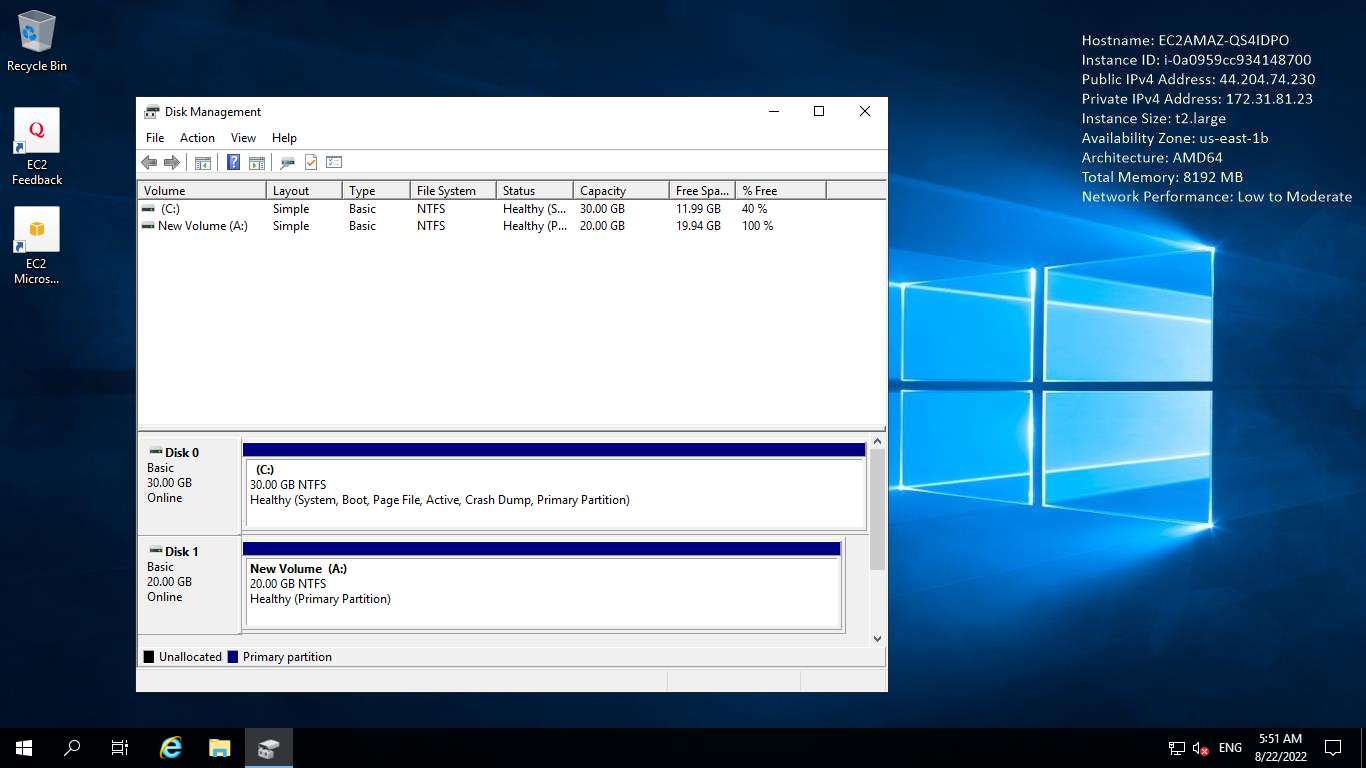 Recycle Bin
EC2
Feedback
EC2
Micros...
Hostname: EC2AMAZ-QS4IDPO
Instance ID: i-0a0959cc934148700
Public IPv4 Address: 44.204.74.230
Private IPv4 Address: 172.31.81.23
Instance Size: t2.large
Availability Zone: us-east-1b
Architecture: AMD64
Total Memory: 8192 MB
Network Performance: Low to Moderate
Disk Management
File Action View Help
Volume Layout Type File System Status Capacity Free Spa... % Free
(C:) Simple Basic NTFS Healthy (S... 30.00 GB 11.99 GB 40 %
New Volume (A:) Simple Basic NTFS Healthy (P... 20.00 GB 19.94 GB 100 %
Disk 0
Basic
30.00 GB
Online
(C:)
30.00 GB NTFS
Healthy (System, Boot, Page File, Active, Crash Dump, Primary Partition)
Disk 1
Basic
20.00 GB
Online
New Volume (A:)
20.00 GB NTFS
Healthy (Primary Partition)
Unallocated Primary partition
ENG
5:51 AM
8/22/2022